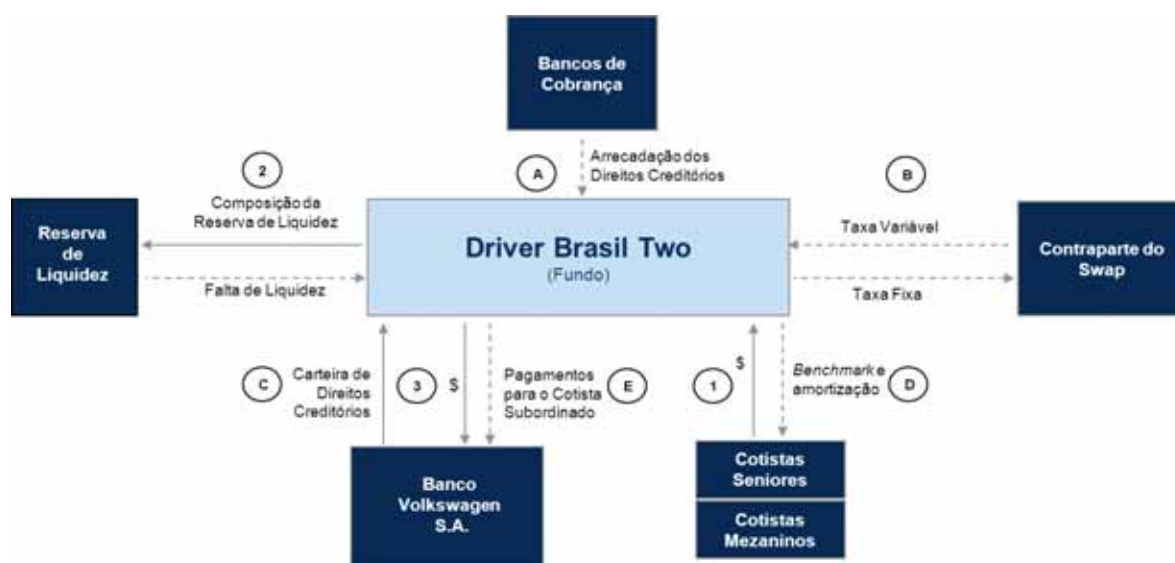 Bancos de
Cobrança
A
Arrecadação dos
Direitos Creditórios
2
Composição da
Reserva de Liquidez
B
Taxa Variável
Reserva
de
Liquidez
Driver Brasil Two
(Fundo)
Contraparte do
Swap
Falta de Liquidez
Taxa Fixa
C
Carteira de
Direitos
Creditórios
3
$
Pagamentos
para o Cotista
Subordinado
E
1
$
Benchmark e
amortização
D
Banco
Volkswagen
S.A.
Cotistas
Seniores
Cotistas
Mezaninos